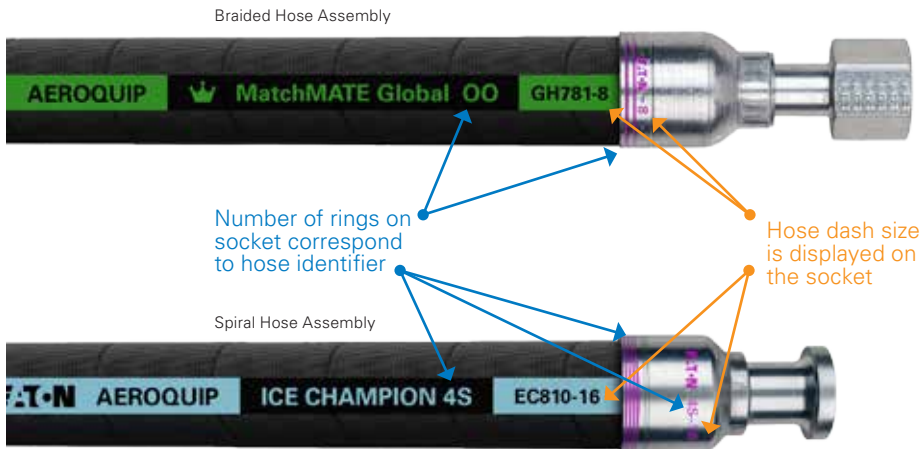 Braided Hose Assembly
AEROQUIP MatchMATE Global OO GH781-8
Number of rings on
socket correspond
to hose identifier
Hose dash size
is displayed on
the socket
Spiral Hose Assembly
AEROQUIP ICE CHAMPION 4S EC810-16